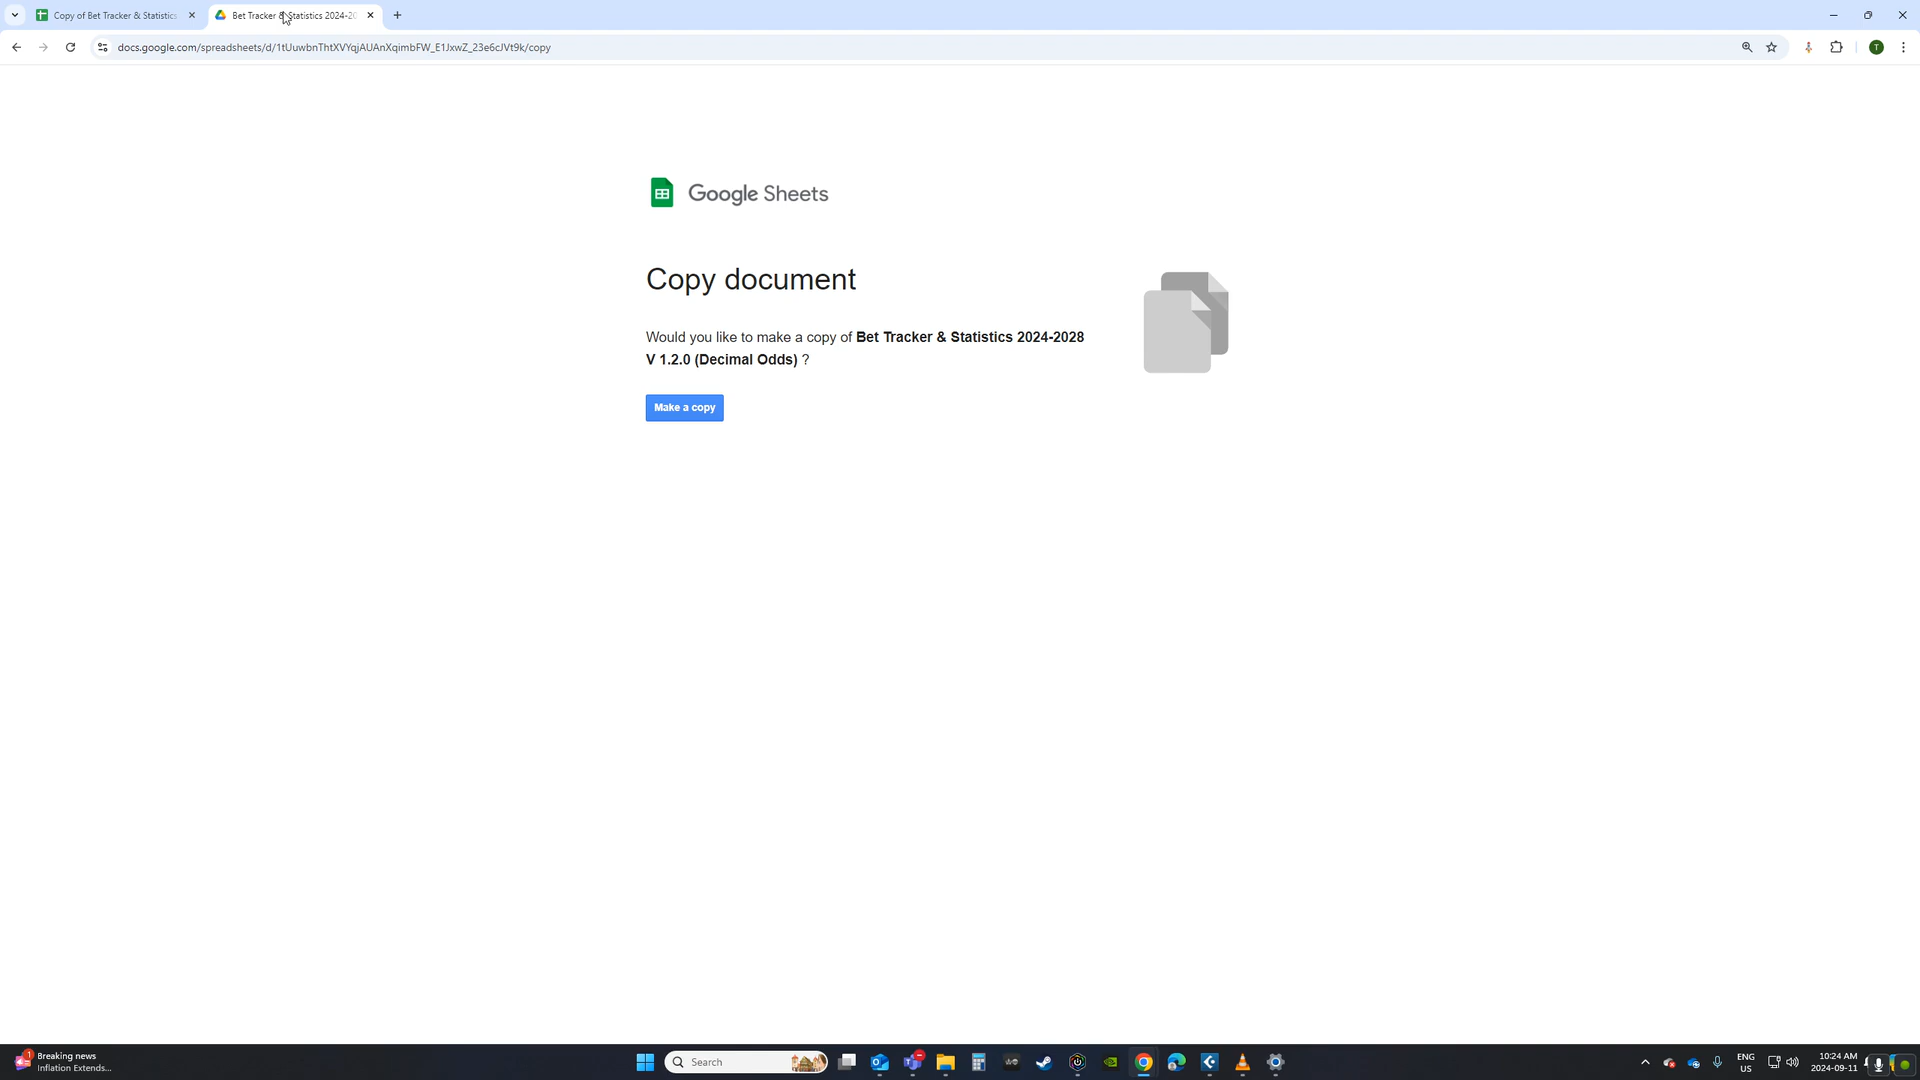 Copy of Bet Tracker & Statistics
Bet Tracker & Statistics 2024-20
docs.google.com/spreadsheets/d/1tUuwbnThtXVYqjAUAnXqimbFW_E1JxwZ_23e6cJVt9k/copy
T
Google Sheets
Copy document
Would you like to make a copy of Bet Tracker & Statistics 2024-2028
V 1.2.0 (Decimal Odds) ?
Make a copy
1
Breaking news
Inflation Extends...
Search
ENG
US
10:24 AM
2024-09-11